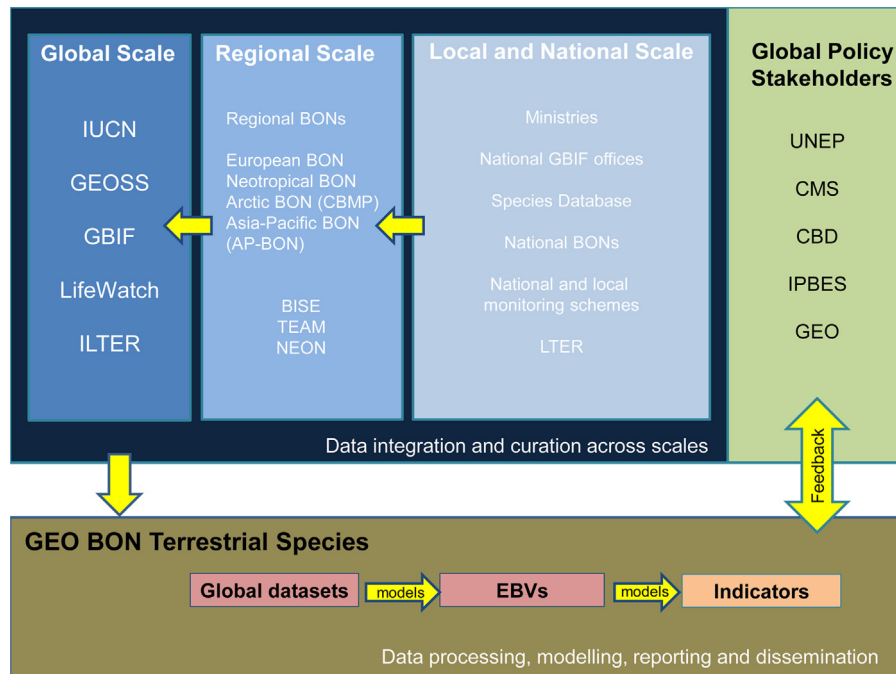 Global Scale
IUCN
GEOSS
GBIF
LifeWatch
ILTER
Regional Scale
Regional BONs
European BON
Neotropical BON
Arctic BON (CBMP)
Asia-Pacific BON
(AP-BON)
BISE
TEAM
NEON
Local and National Scale
Ministries
National GBIF offices
Species Database
National BONs
National and local
monitoring schemes
LTER
Data integration and curation across scales
Global Policy
Stakeholders
UNEP
CMS
CBD
IPBES
GEO
Feedback
GEO BON Terrestrial Species
Global datasets
models
EBVs
models
Indicators
Data processing, modelling, reporting and dissemination